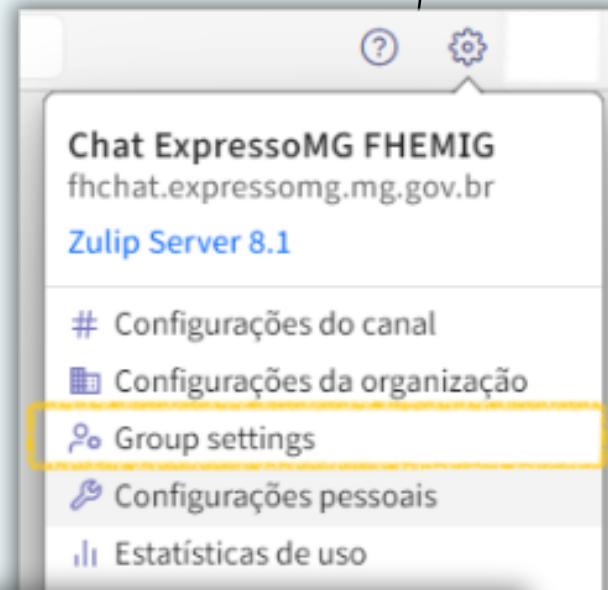 Chat ExpressoMG FHEMIG
fhchat.expressomg.mg.gov.br
Zulip Server 8.1
Configurações do canal
Configurações da organização
Group settings
Configurações pessoais
Estatísticas de uso